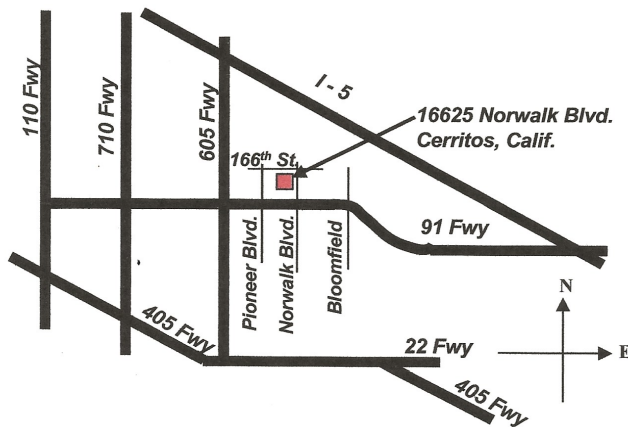 110 Fwy
710 Fwy
605 Fwy
I - 5
16625 Norwalk Blvd.
Cerritos, Calif.
166th St.
91 Fwy
Pioneer Blvd.
Norwalk Blvd.
Bloomfield
N
E
405 Fwy
22 Fwy
405 Fwy